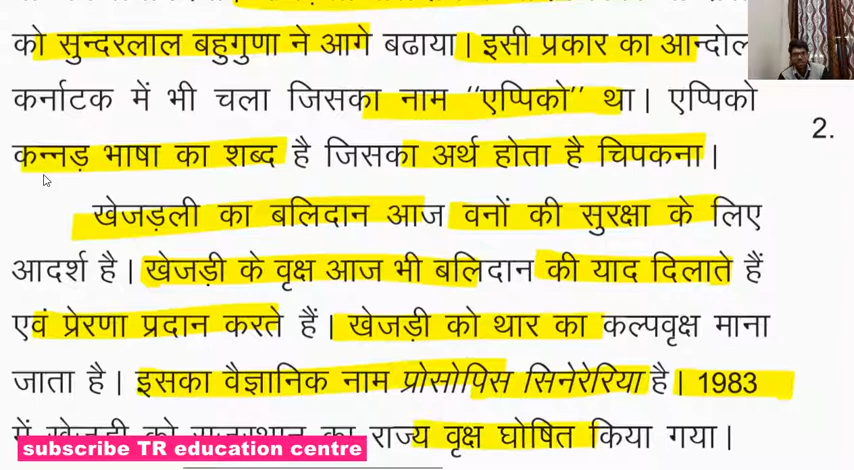 को सुन्दरलाल बहुगुणा ने आगे बढाया। इसी प्रकार का
कर्नाटक में भी चला जिसका नाम "एप्पिको" था। एप्पिको
2.
कन्नड़ भाषा का शब्द है जिसका अर्थ होता है चिपकना।
खेजड़ली का बलिदान आज वनों की सुरक्षा के लिए
आदर्श है। खेजड़ी के वृक्ष आज भी बलिदान की याद दिलाते हैं
एवं प्रेरणा प्रदान करते हैं। खेजड़ी को थार का कल्पवृक्ष माना
जाता है। इसका वैज्ञानिक नाम प्रोसोपिस सिनेरेरिया है। 1983
में खेजड़ी को राजस्थान का राज्य वृक्ष घोषित किया गया।
subscribe TR education centre